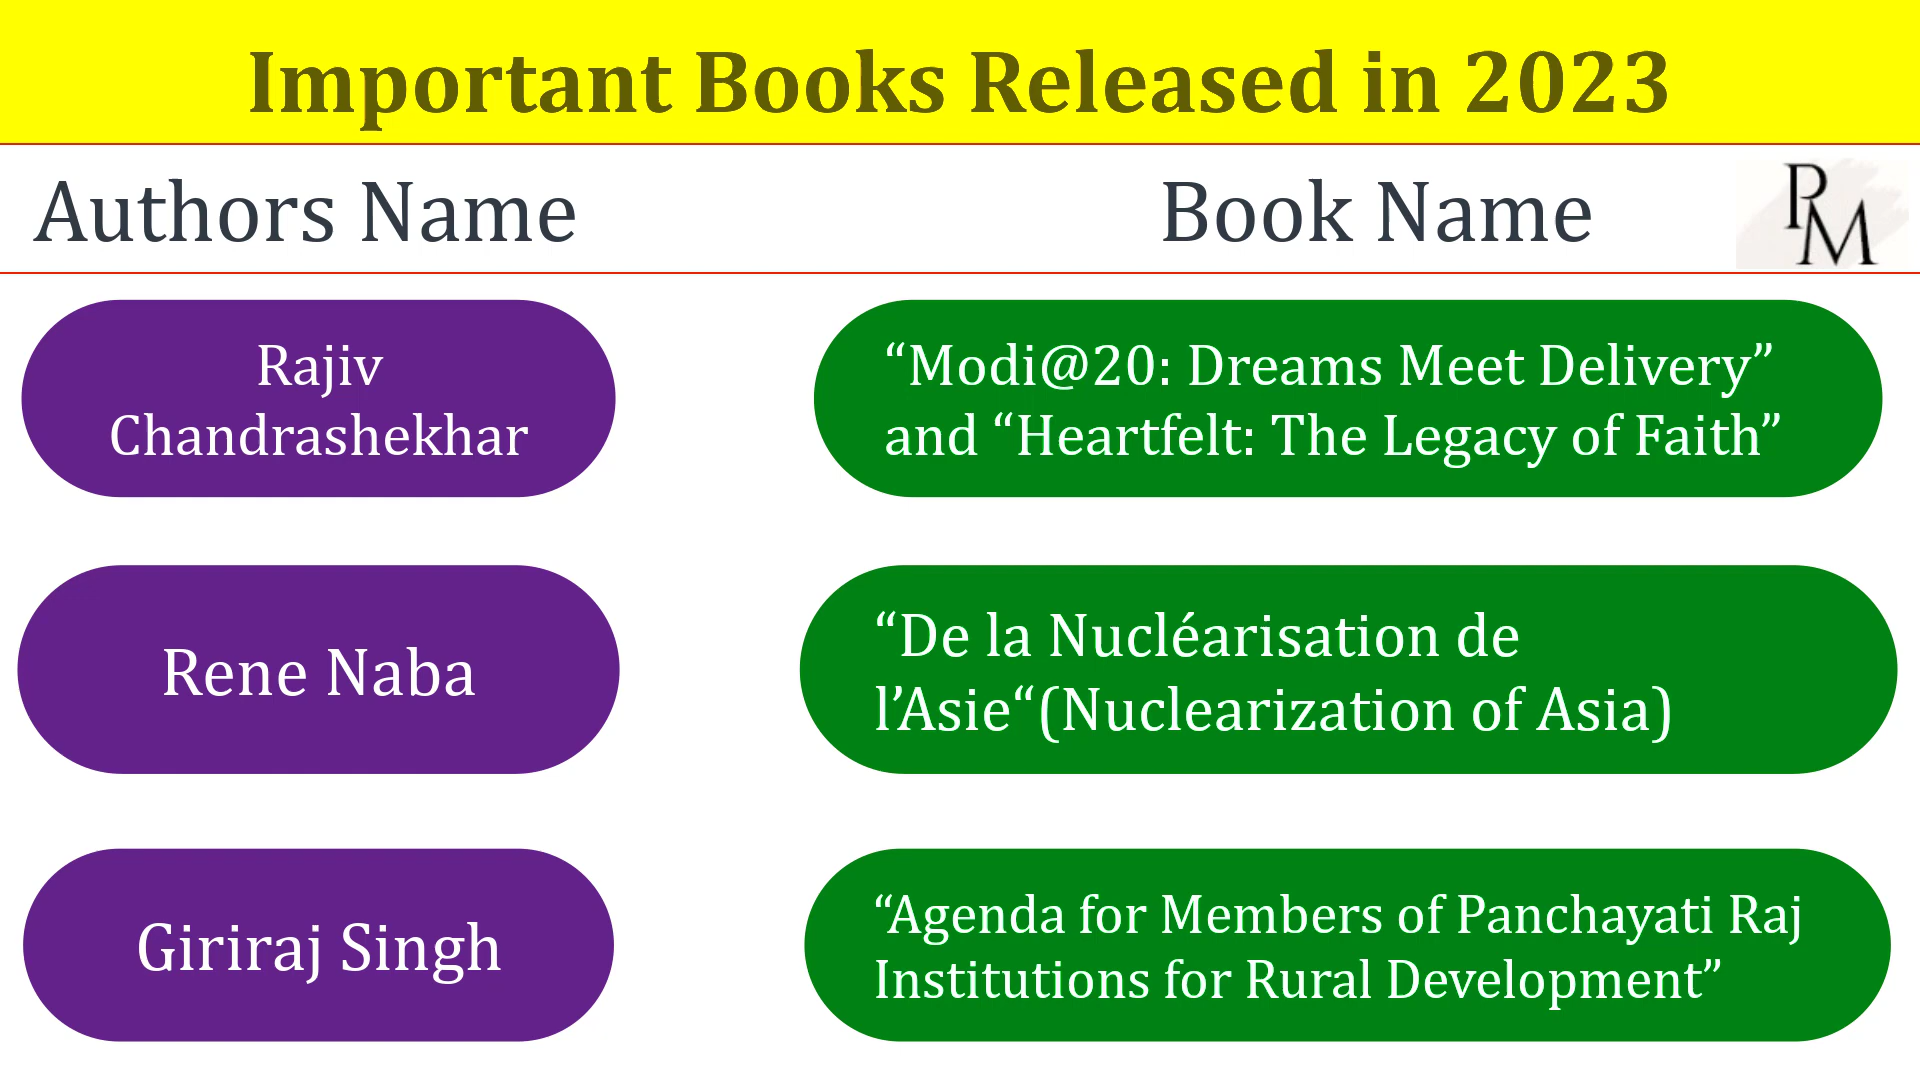 Important Books Released in 2023
Authors Name
Book Name
PM
Rajiv
Chandrashekhar
“Modi@20: Dreams Meet Delivery”
and “Heartfelt: The Legacy of Faith”
Rene Naba
“De la Nucléarisation de
l’Asie“(Nuclearization of Asia)
Giriraj Singh
“Agenda for Members of Panchayati Raj
Institutions for Rural Development”